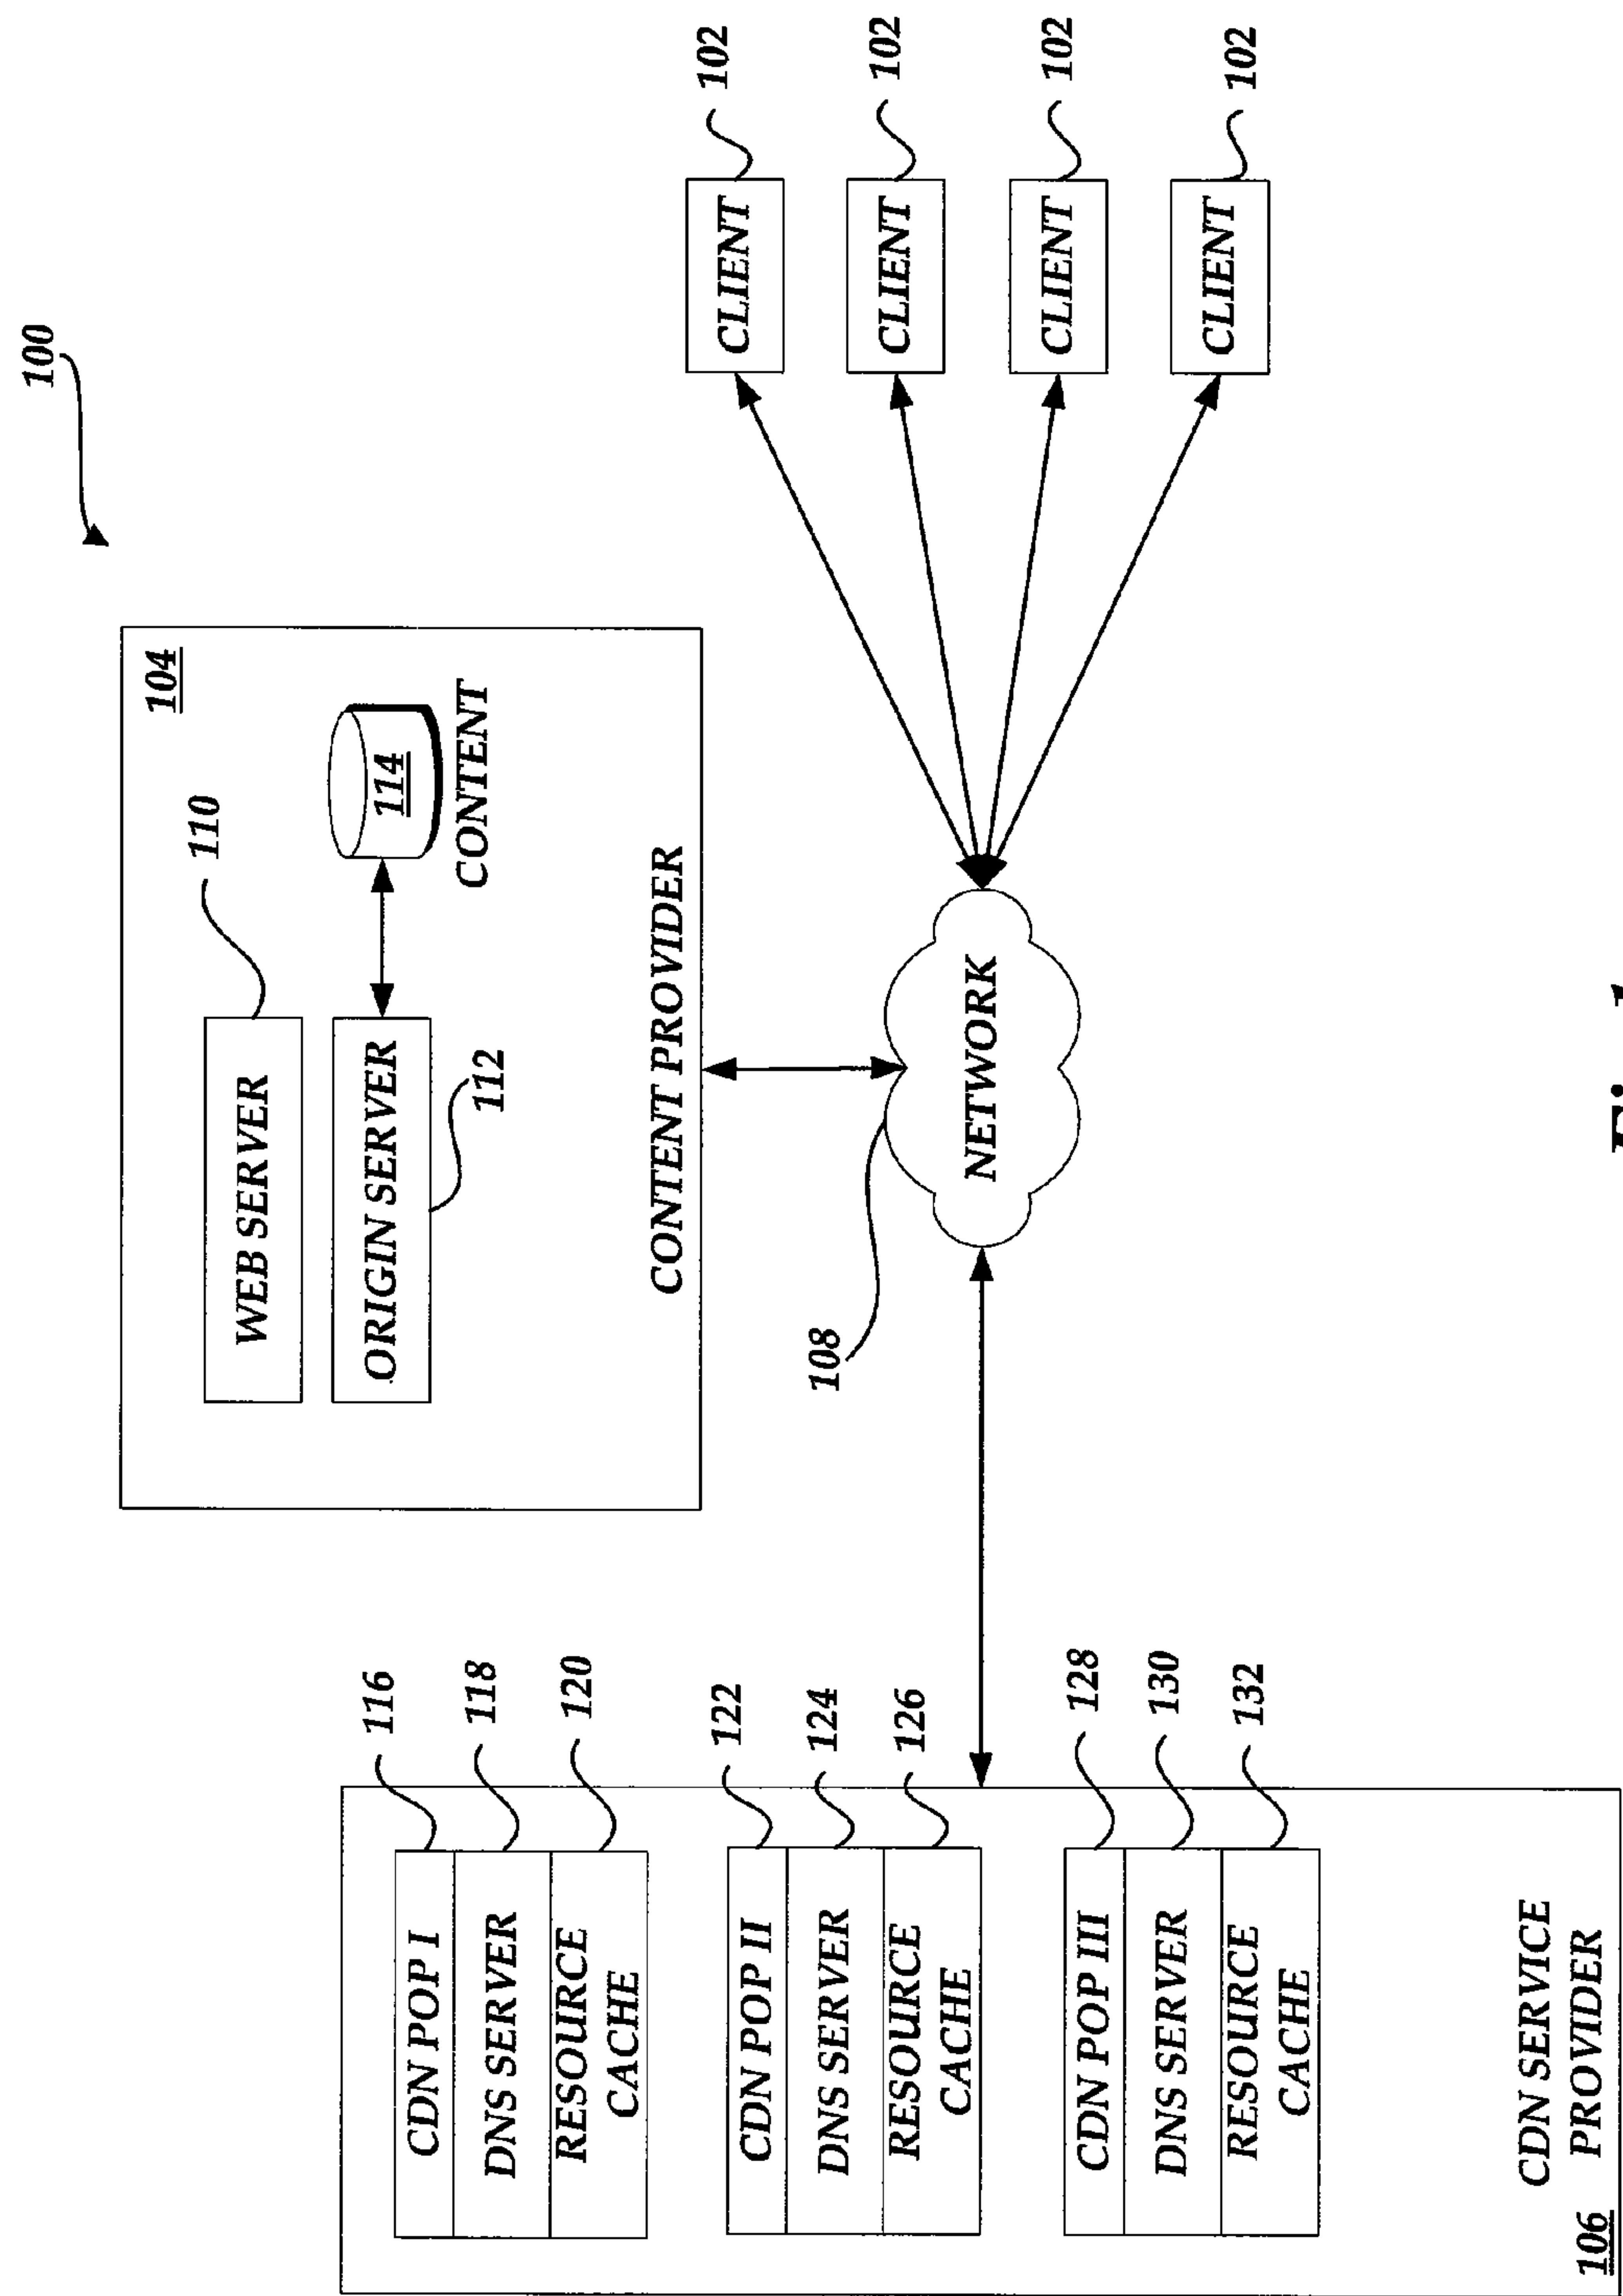 100
104
WEB SERVER
110
ORIGIN SERVER
112
114
CONTENT
CONTENT PROVIDER
CDN POP I
116
DNS SERVER
118
RESOURCE
CACHE
120
CDN POP II
122
DNS SERVER
124
RESOURCE
CACHE
126
CDN POP III
128
DNS SERVER
130
RESOURCE
CACHE
132
CDN SERVICE
PROVIDER
106
108
NETWORK
CLIENT
102
CLIENT
102
CLIENT
102
CLIENT
102